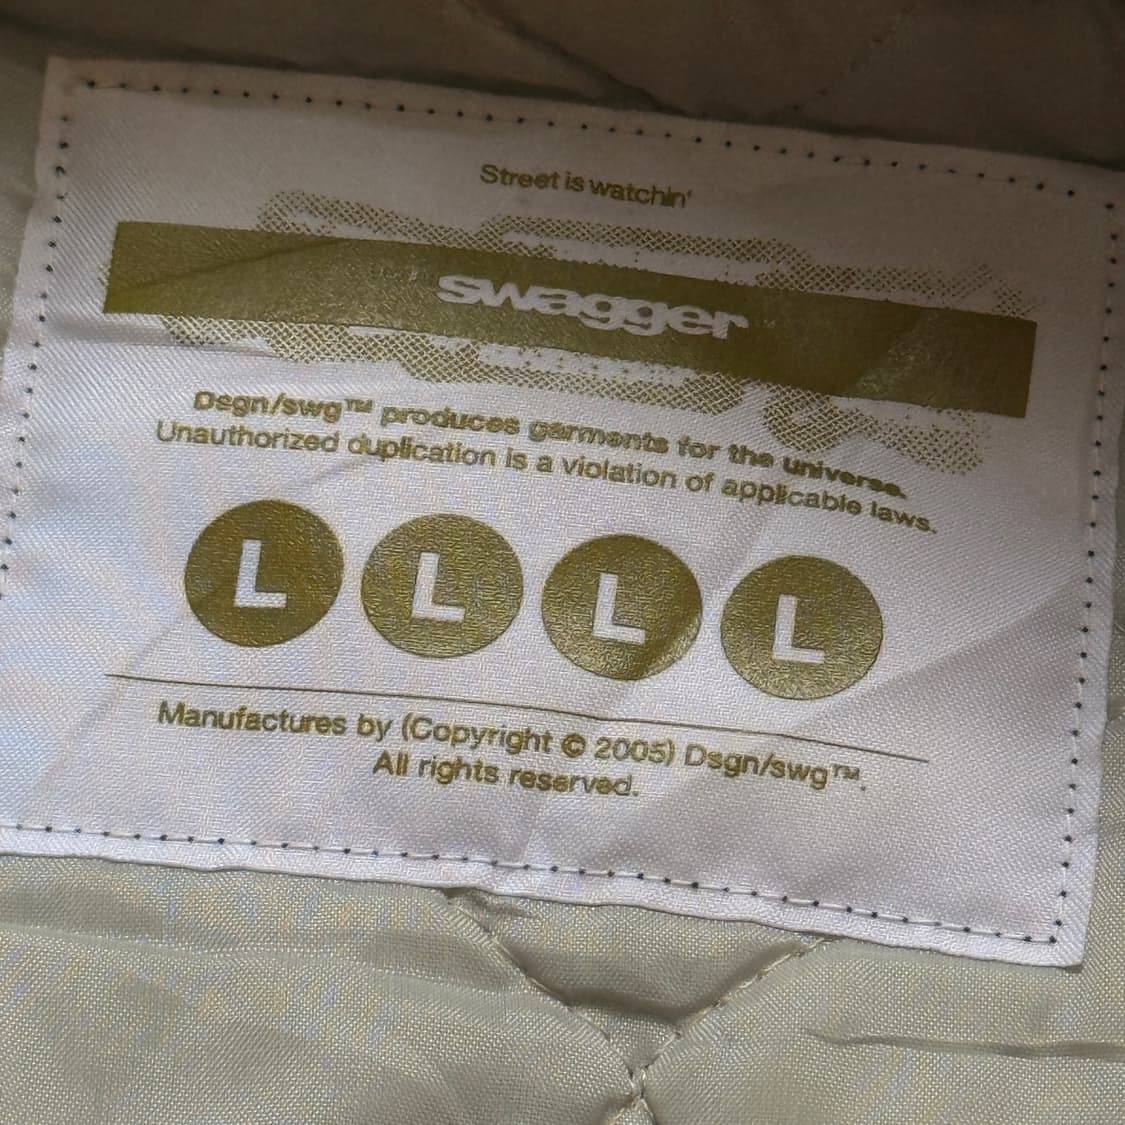 Street is watchin'
swagger
Dsgn/swg™ produces garments for the universe.
Unauthorized duplication is a violation of applicable laws.
L L L L
Manufactures by (Copyright © 2005) Dsgn/swg™.
All rights reserved.